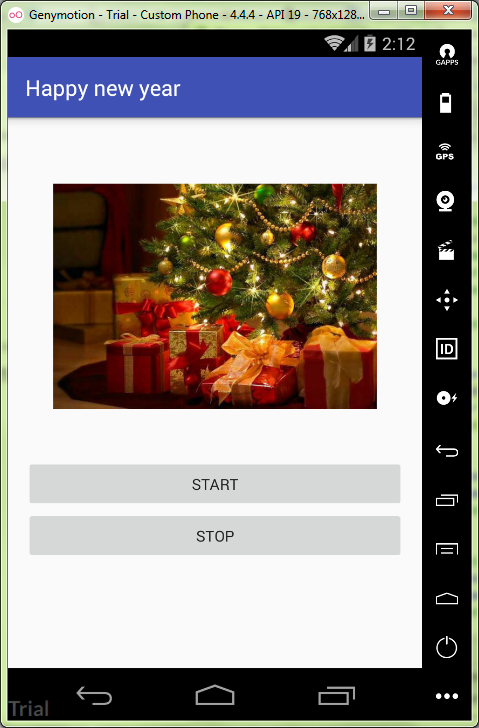 Genymotion - Trial - Custom Phone - 4.4.4 - API 19 - 768x128...
2:12
GAPPS
Happy new year
GPS
ID
START
STOP
Trial